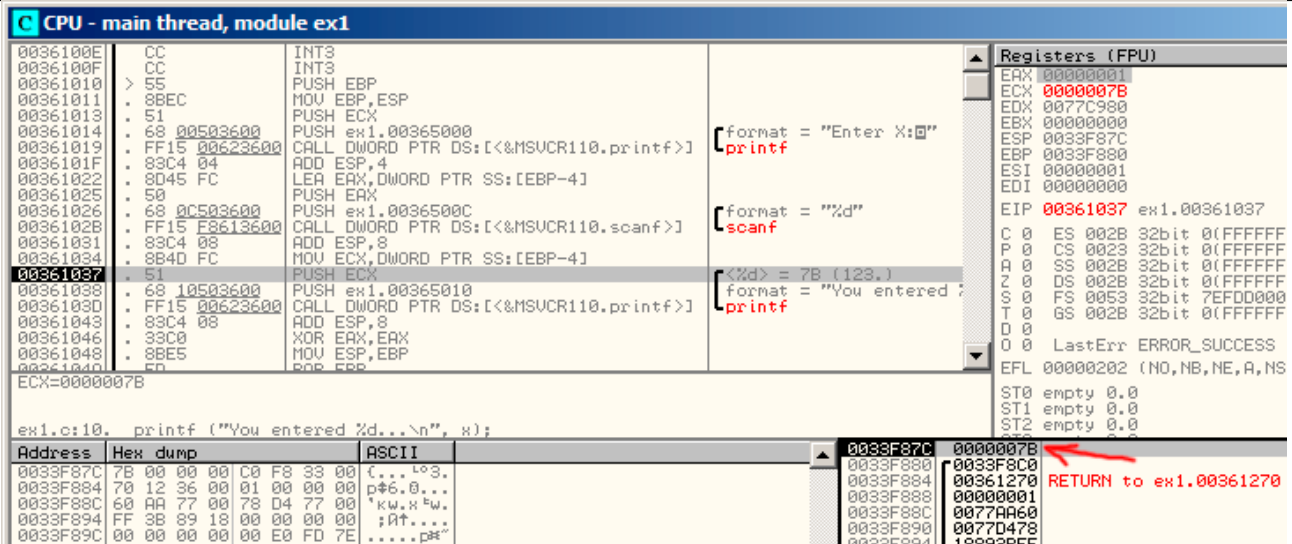 C CPU - main thread, module ex1
0036100E CC INT3
0036100F CC INT3
00361010 > 55 PUSH EBP
00361011 . 8BEC MOV EBP,ESP
00361013 . 51 PUSH ECX
00361014 . 68 00503600 PUSH ex1.00365000 format = "Enter X:"
00361019 . FF15 00623600 CALL DWORD PTR DS:[<&MSVCR110.printf>] printf
0036101F . 83C4 04 ADD ESP,4
00361022 . 8D45 FC LEA EAX,DWORD PTR SS:[EBP-4]
00361025 . 50 PUSH EAX
00361026 . 68 0C503600 PUSH ex1.0036500C format = "%d"
0036102B . FF15 F8613600 CALL DWORD PTR DS:[<&MSVCR110.scanf>] scanf
00361031 . 83C4 08 ADD ESP,8
00361034 . 8B4D FC MOV ECX,DWORD PTR SS:[EBP-4]
00361037 . 51 PUSH ECX <%d> = 7B (123.)
00361038 . 68 10503600 PUSH ex1.00365010 format = "You entered
0036103D . FF15 00623600 CALL DWORD PTR DS:[<&MSVCR110.printf>] printf
00361043 . 83C4 08 ADD ESP,8
00361046 . 33C0 XOR EAX,EAX
00361048 . 8BE5 MOV ESP,EBP
ECX=0000007B
ex1.c:10. printf ("You entered %d...\n", x);
Registers (FPU)
EAX 00000001
ECX 0000007B
EDX 0077C980
EBX 00000000
ESP 0033F87C
EBP 0033F880
ESI 00000001
EDI 00000000
EIP 00361037 ex1.00361037
C 0 ES 002B 32bit 0(FFFFFF
P 0 CS 0023 32bit 0(FFFFFF
A 0 SS 002B 32bit 0(FFFFFF
Z 0 DS 002B 32bit 0(FFFFFF
S 0 FS 0053 32bit 7EFDD000
T 0 GS 002B 32bit 0(FFFFFF
D 0
O 0 LastErr ERROR_SUCCESS
EFL 00000202 (NO,NB,NE,A,NS
ST0 empty 0.0
ST1 empty 0.0
ST2 empty 0.0
Address Hex dump ASCII
0033F87C 7B 00 00 00 C0 F8 33 00 {...└°3.
0033F884 70 12 36 00 01 00 00 00
0033F88C 60 AA 77 00 78 D4 77 00
0033F894 FF 3B 89 18 00 00 00 00
0033F89C 00 00 00 00 00 E0 FD 7E
0033F87C 0000007B
0033F880 0033F8C0
0033F884 00361270 RETURN to ex1.00361270
0033F888 00000001
0033F88C 0077AA60
0033F890 0077D478